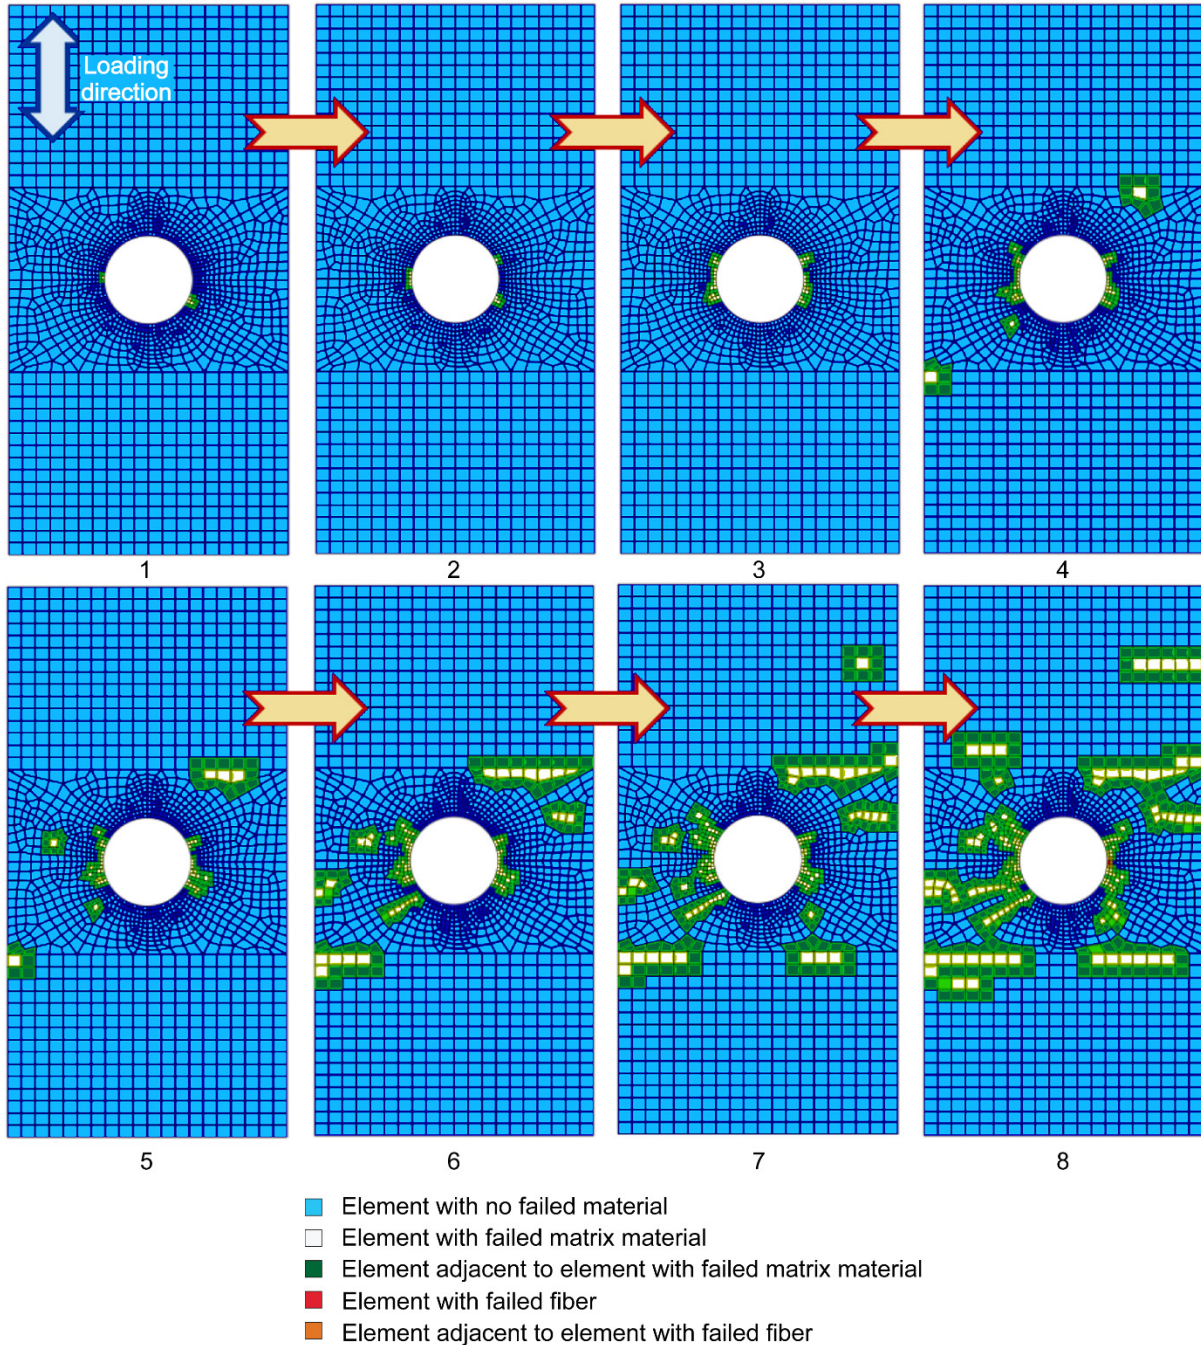 Loading
direction
1
2
3
4
5
6
7
8
Element with no failed material
Element with failed matrix material
Element adjacent to element with failed matrix material
Element with failed fiber
Element adjacent to element with failed fiber